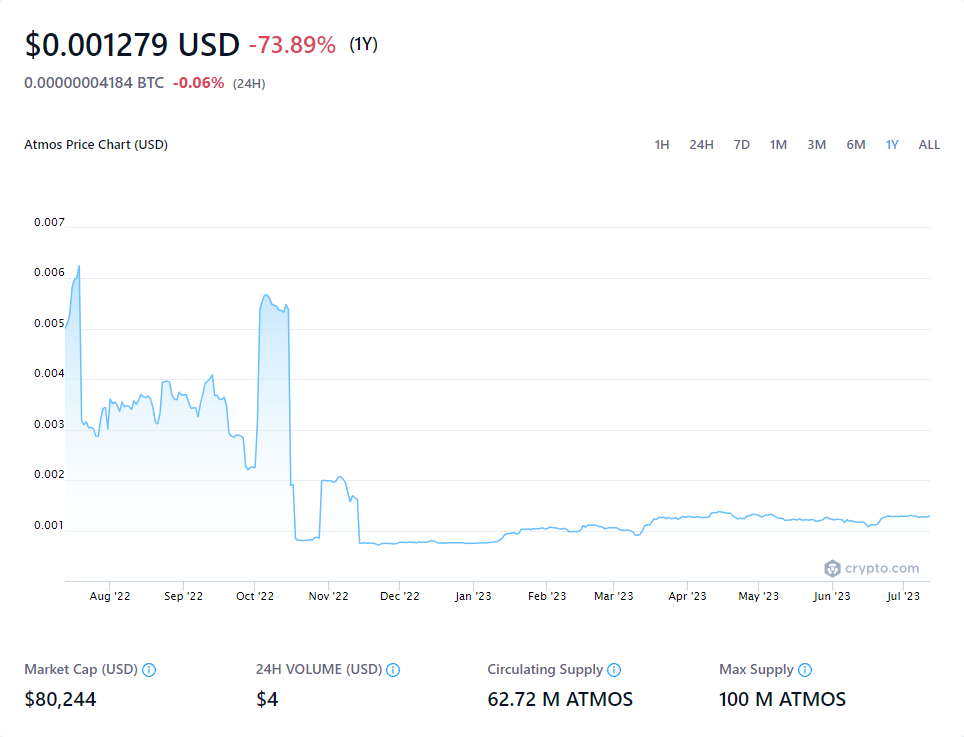 $0.001279 USD -73.89% (1Y)
0.00000004184 BTC -0.06% (24H)
Atmos Price Chart (USD) 1H 24H 7D 1M 3M 6M 1Y ALL
0.007
0.006
0.005
0.004
0.003
0.002
0.001
crypto.com
Aug '22 Sep '22 Oct '22 Nov '22 Dec '22 Jan '23 Feb '23 Mar '23 Apr '23 May '23 Jun '23 Jul '23
Market Cap (USD) 24H VOLUME (USD) Circulating Supply Max Supply
$80,244 $4 62.72 M ATMOS 100 M ATMOS